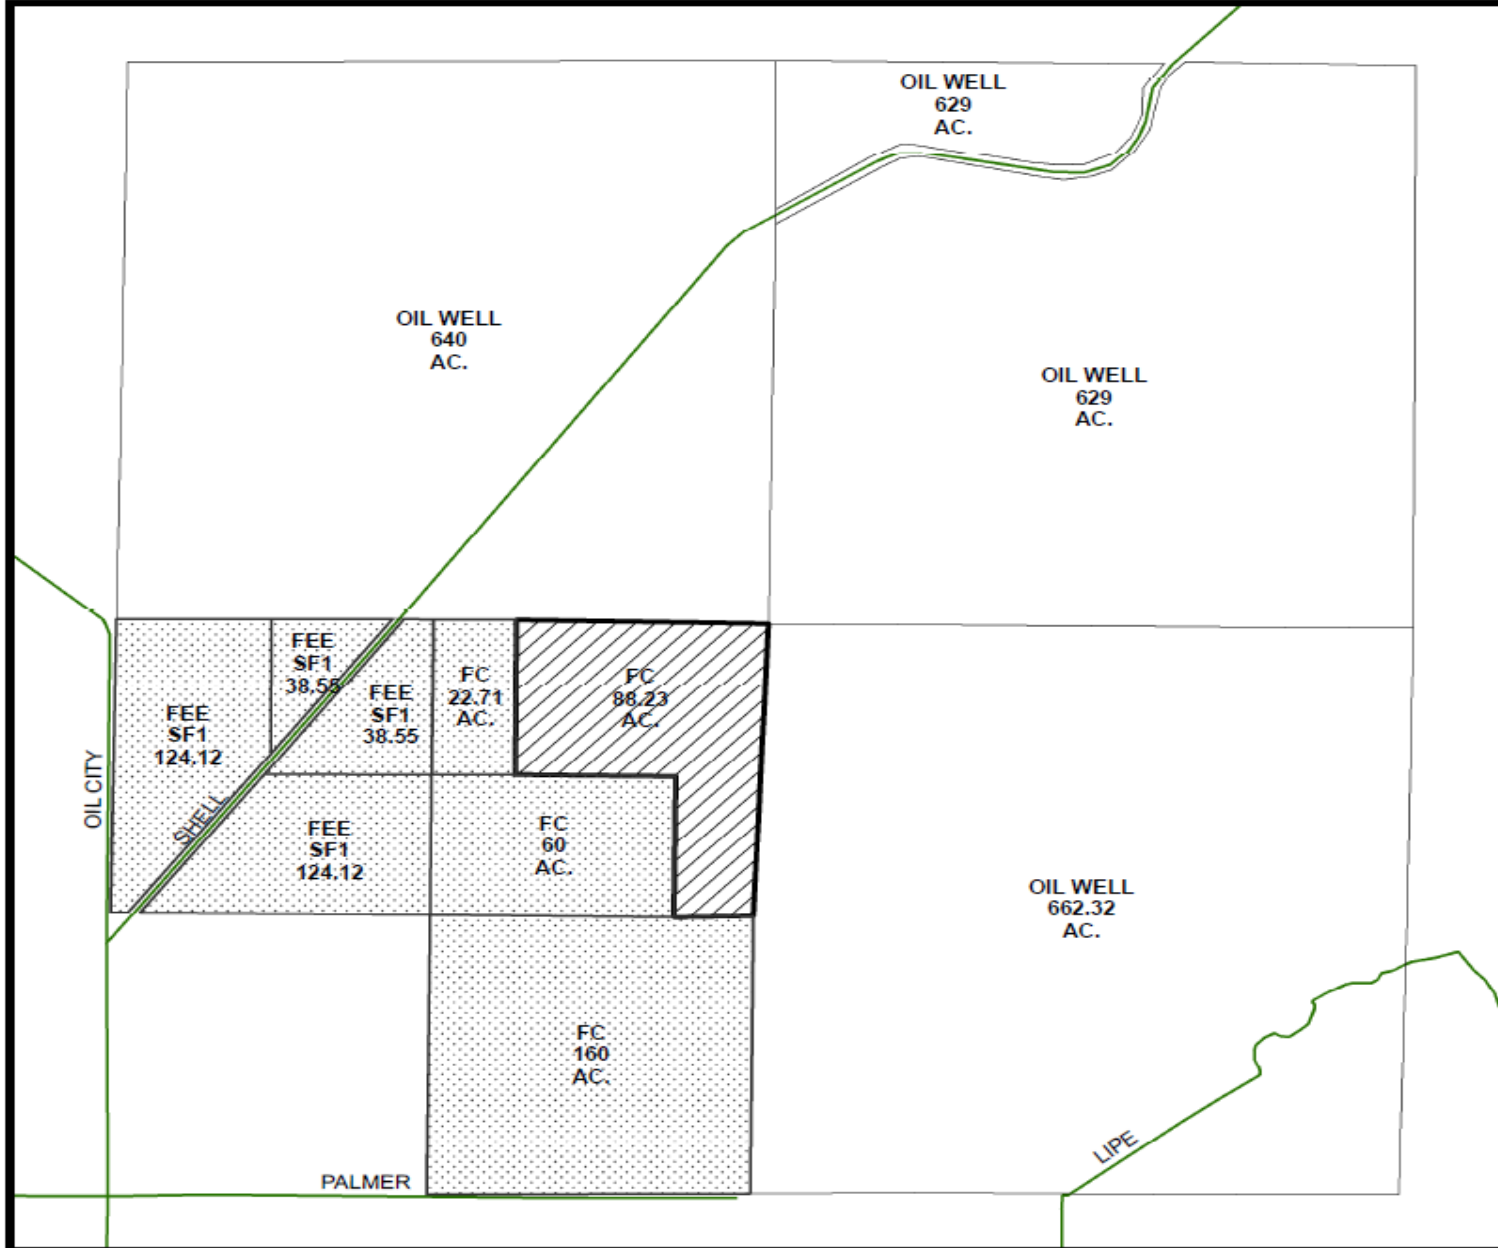 OIL WELL
629
AC.
OIL WELL
640
AC.
OIL WELL
629
AC.
FEE
SF1
38.55
FEE
SF1
38.55
FC
22.71
AC.
FC
88.23
AC.
FEE
SF1
124.12
OIL CITY
SHELL
FEE
SF1
124.12
FC
60
AC.
OIL WELL
662.32
AC.
FC
160
AC.
LIPE
PALMER